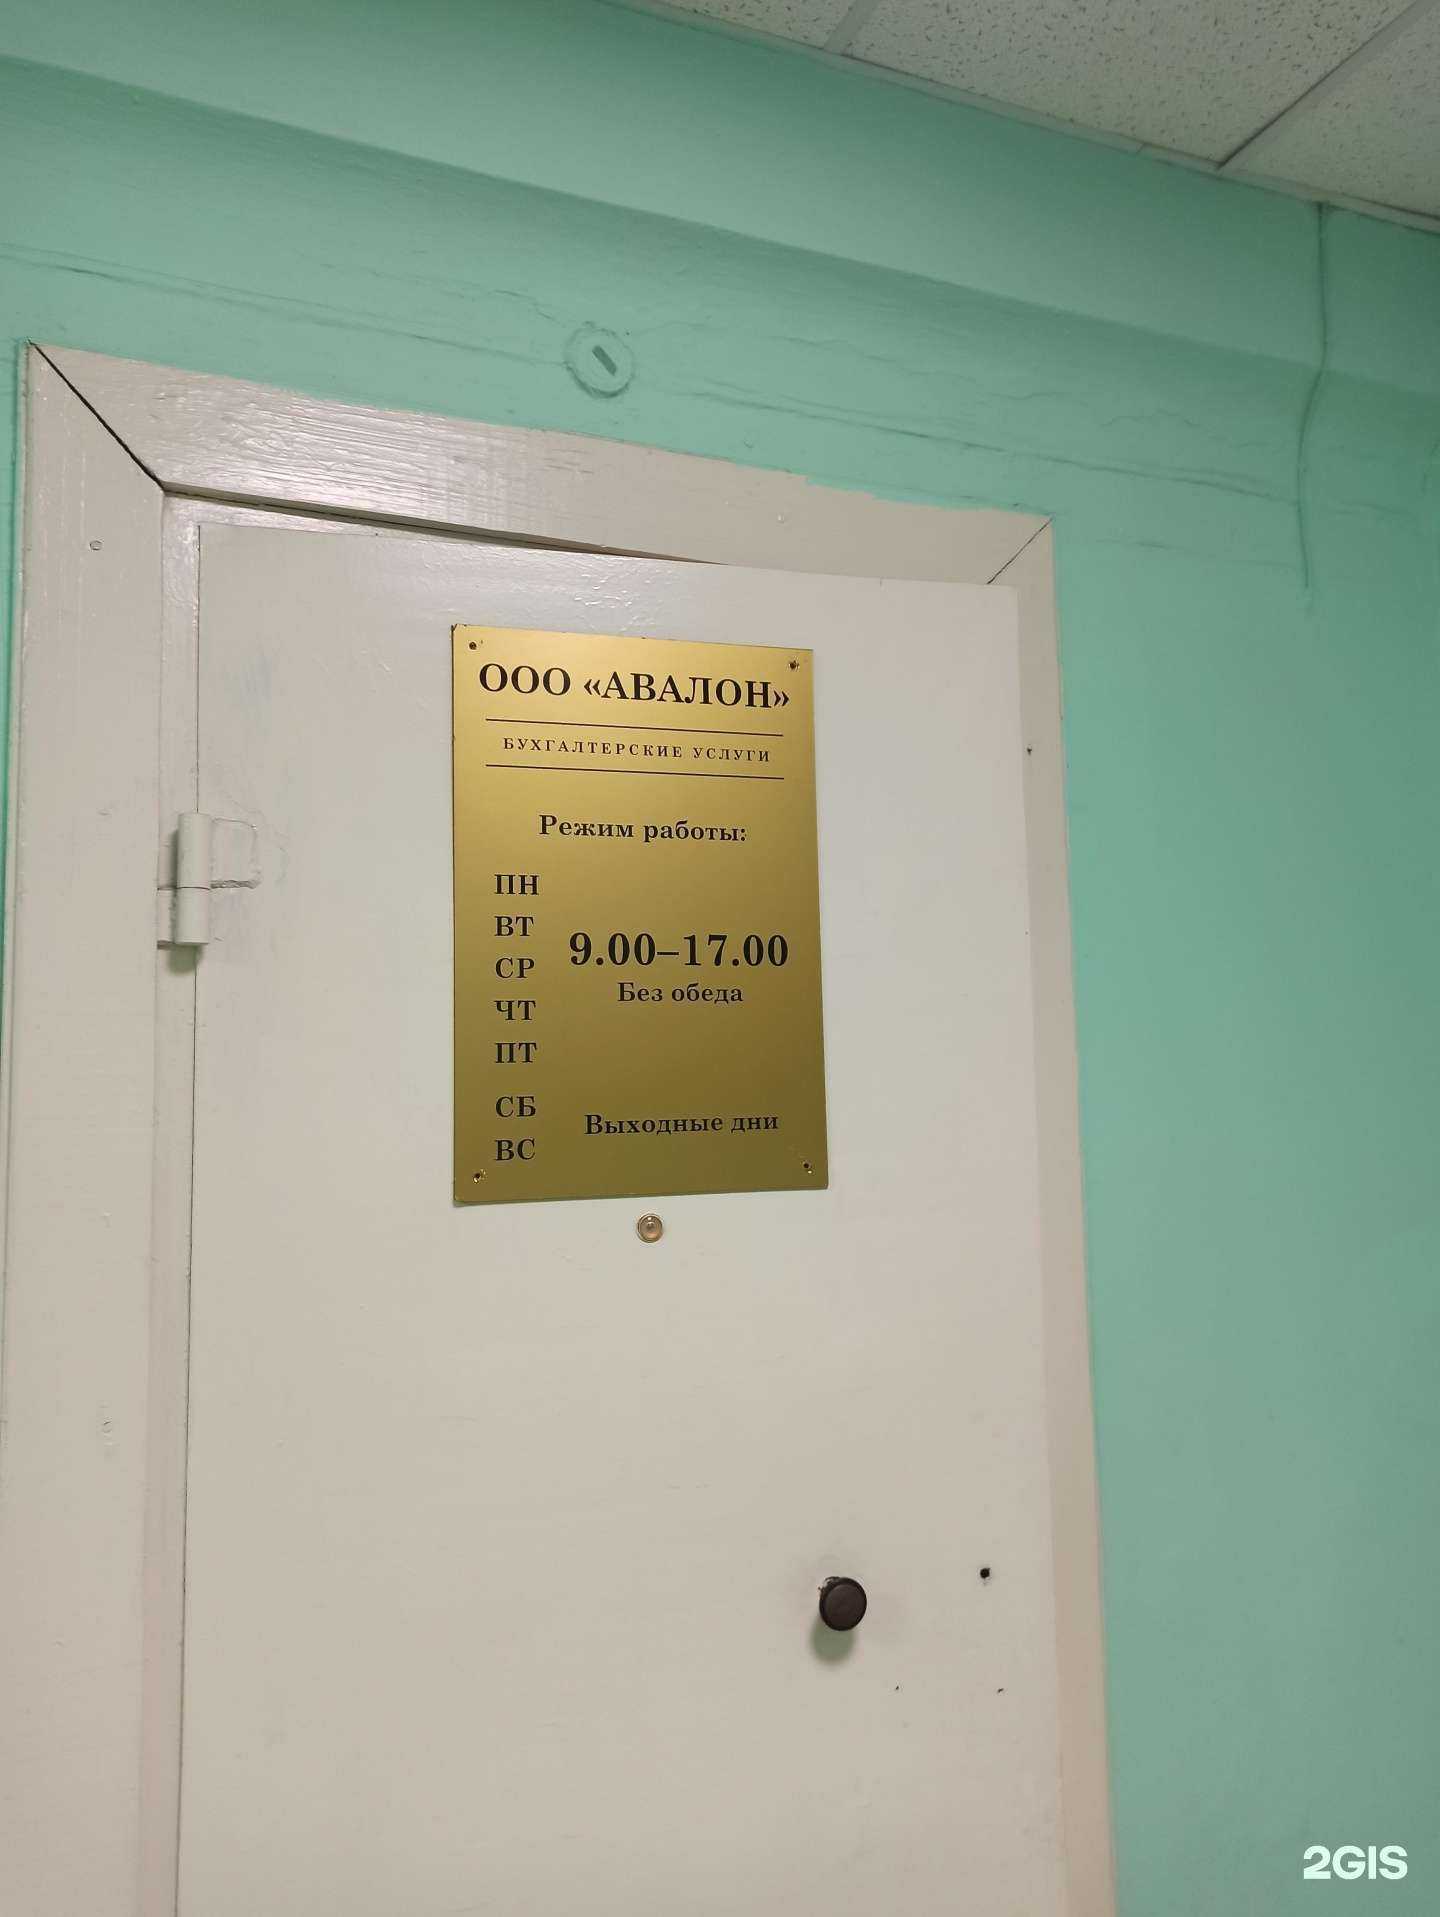 ООО «АВАЛОН»
БУХГАЛТЕРСКИЕ УСЛУГИ
Режим работы:
ПН
ВТ
СР
ЧТ
ПТ
9.00–17.00
Без обеда
СБ
ВС
Выходные дни
2GIS